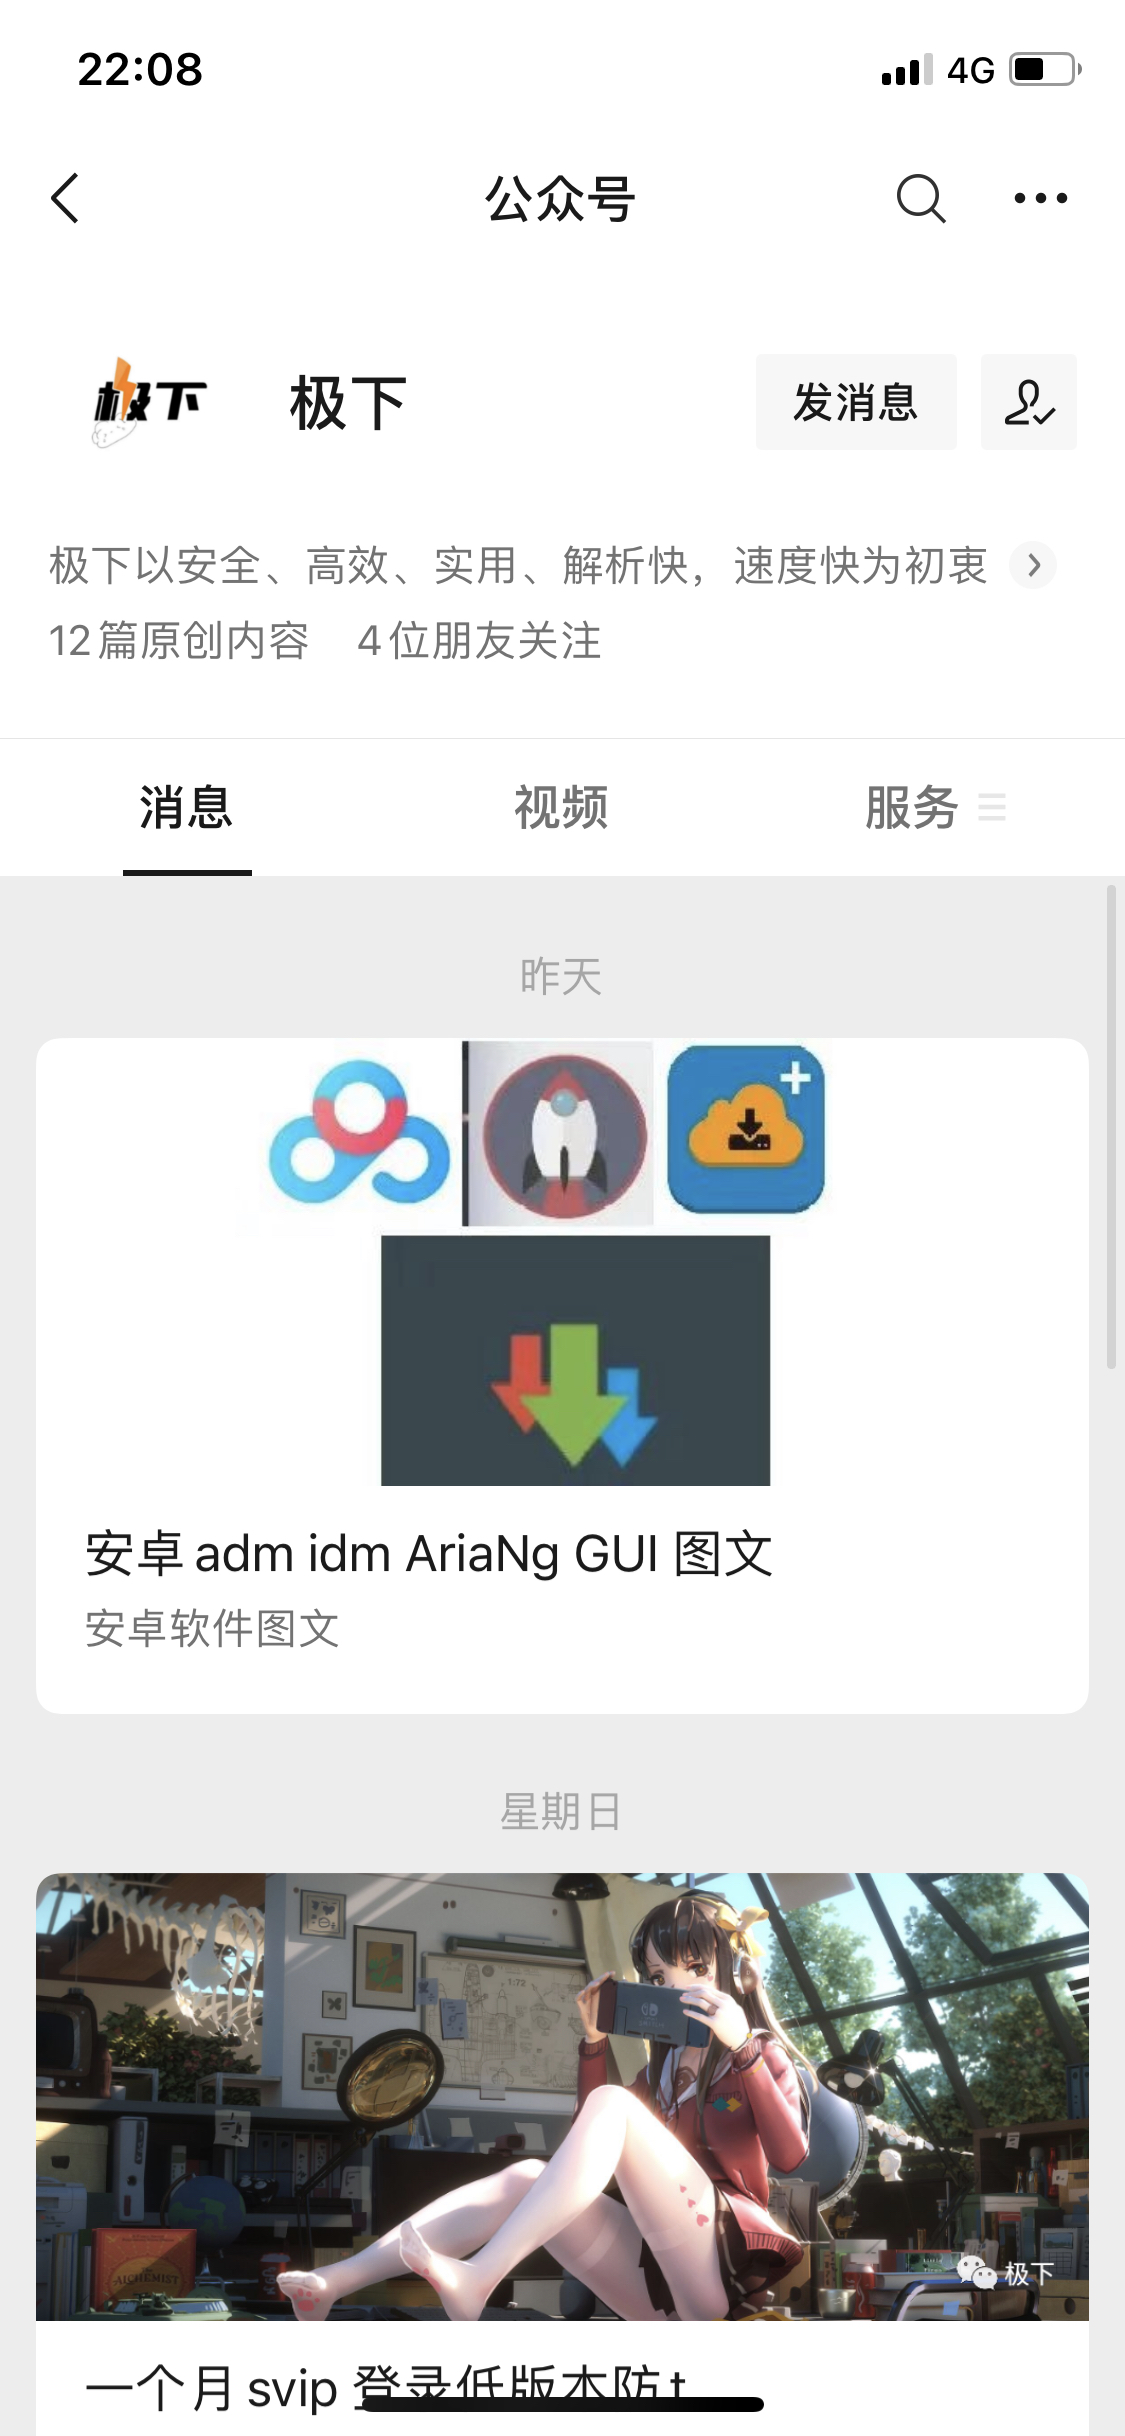 22:08
4G
公众号
极下
极下
发消息
极下以安全、高效、实用、解析快，速度快为初衷
12篇原创内容 4位朋友关注
消息
视频
服务
昨天
安卓 adm idm AriaNg GUI 图文
安卓软件图文
星期日
1:72
ALCHEMIST
极下
一个月 svip 登录低版本防t